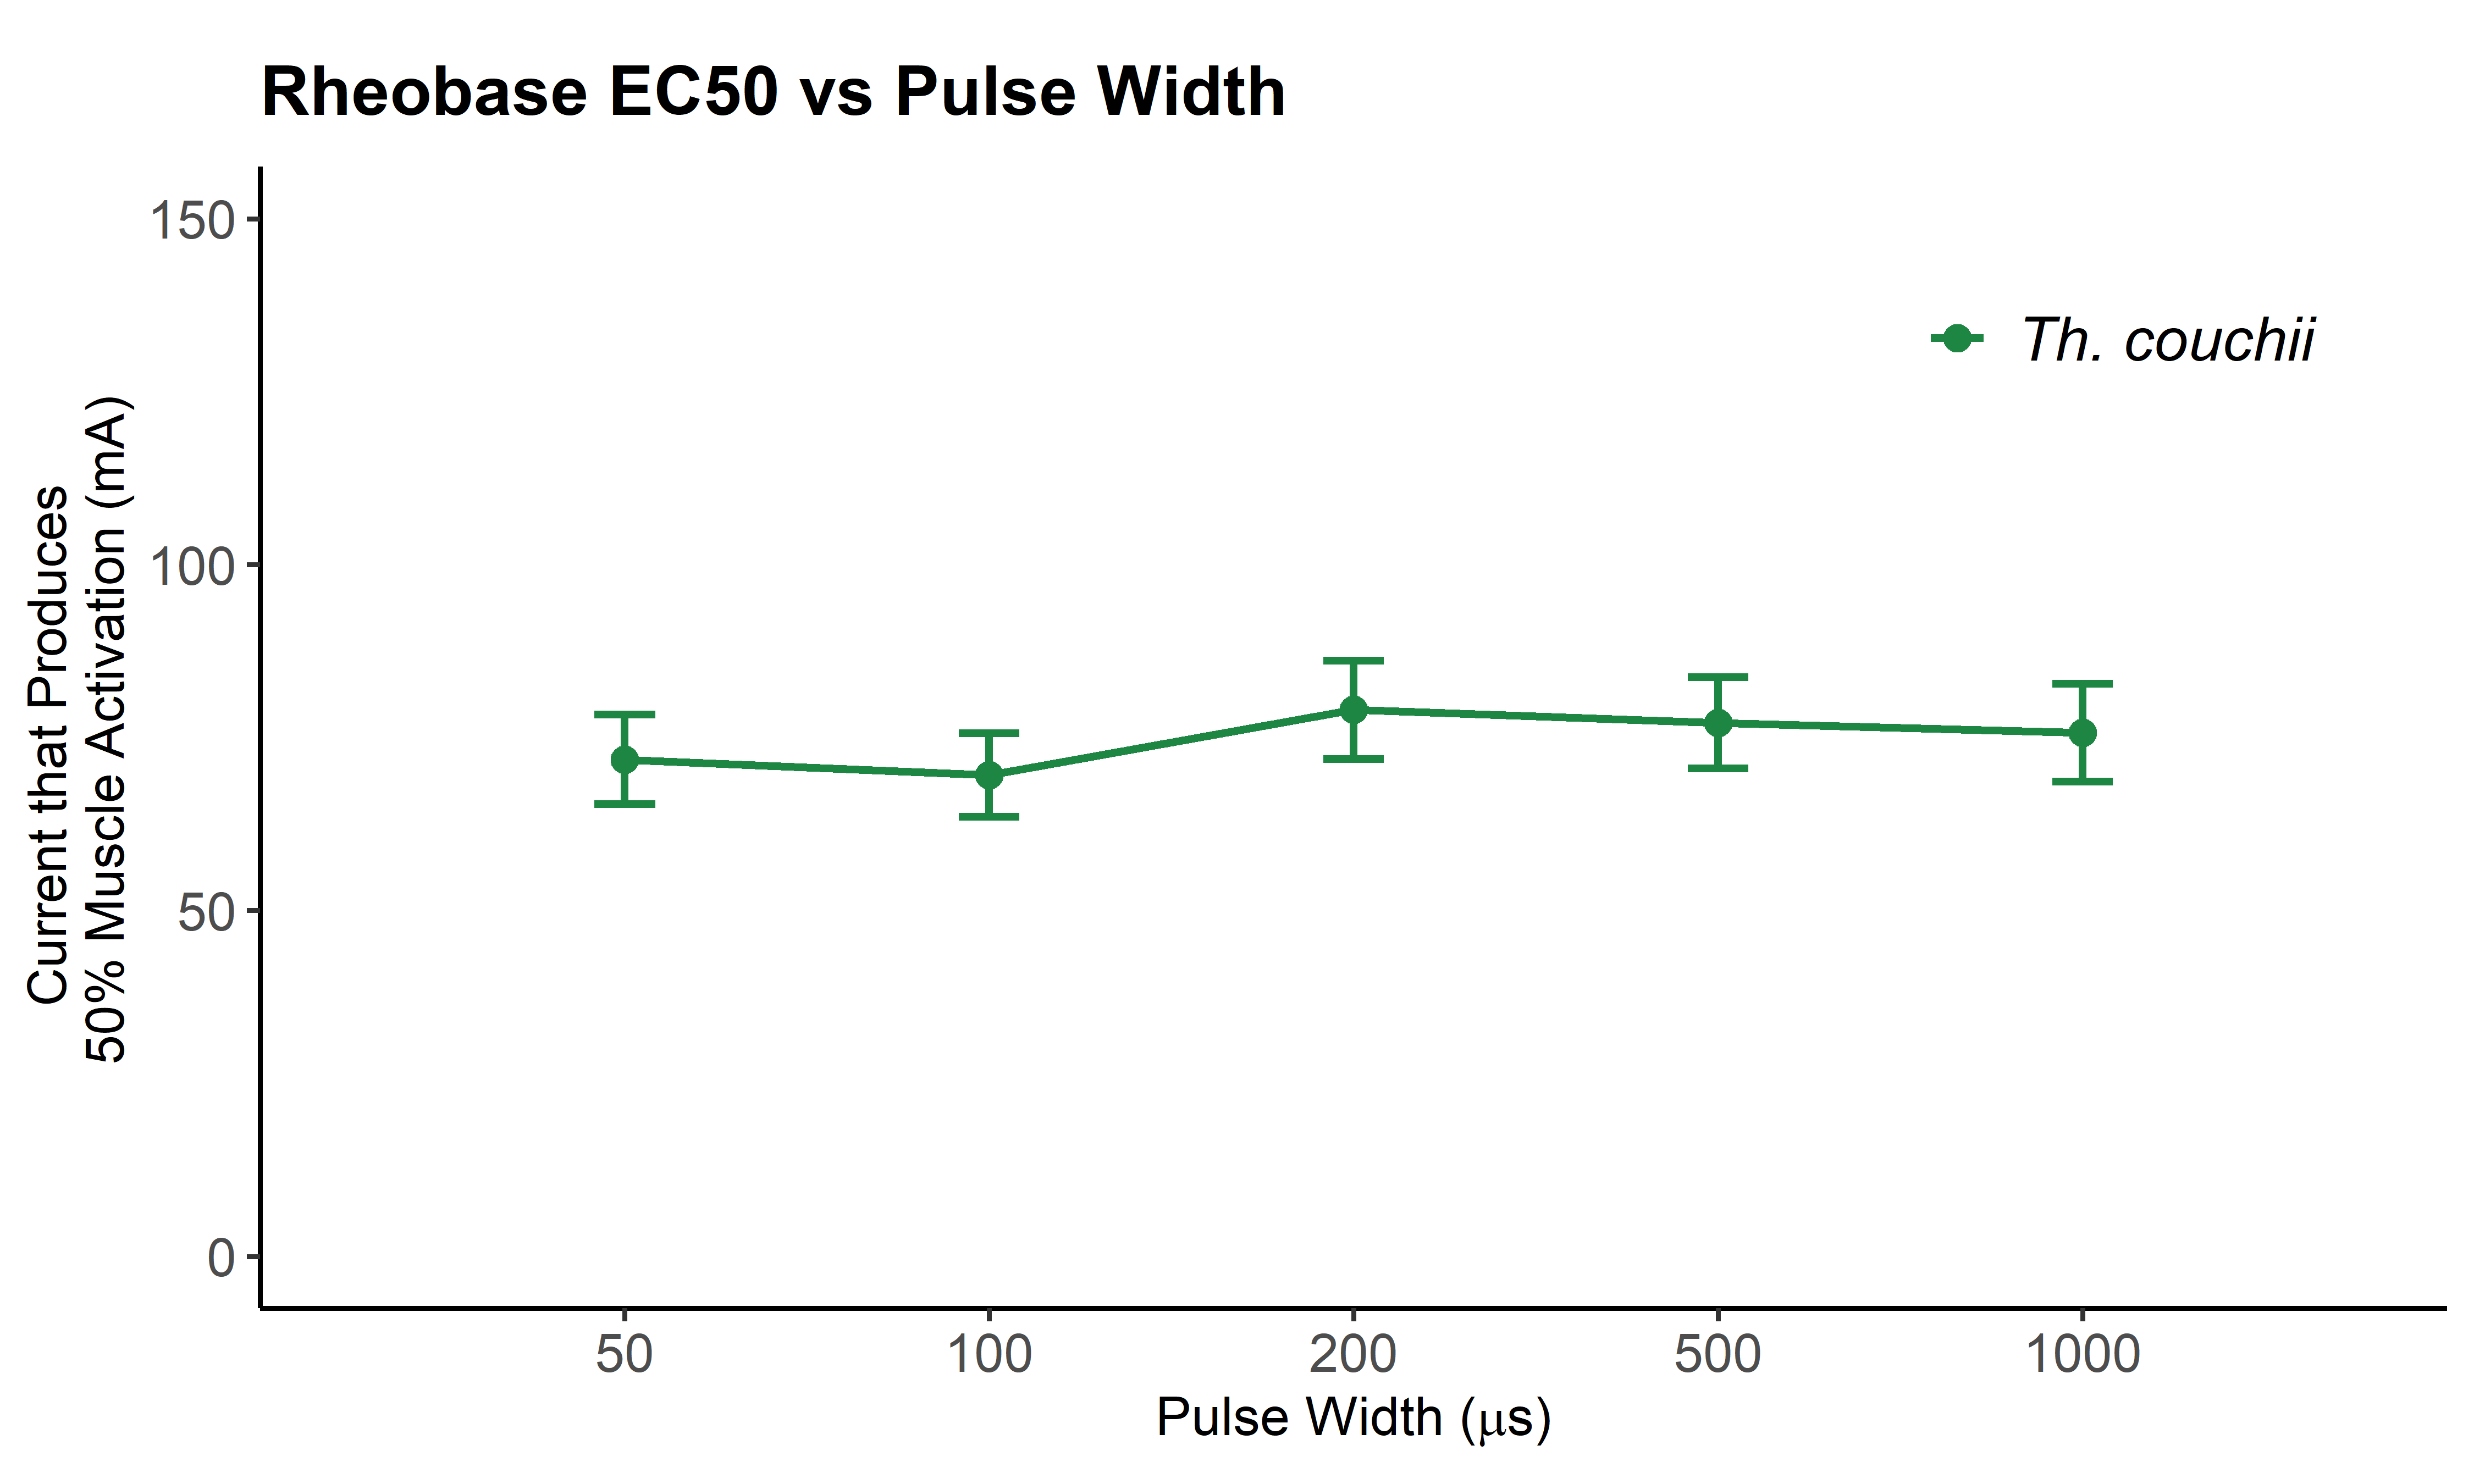 Rheobase EC50 vs Pulse Width
150
100
50
0
Current that Produces
50% Muscle Activation (mA)
Th. couchii
50
100
200
500
1000
Pulse Width (μs)